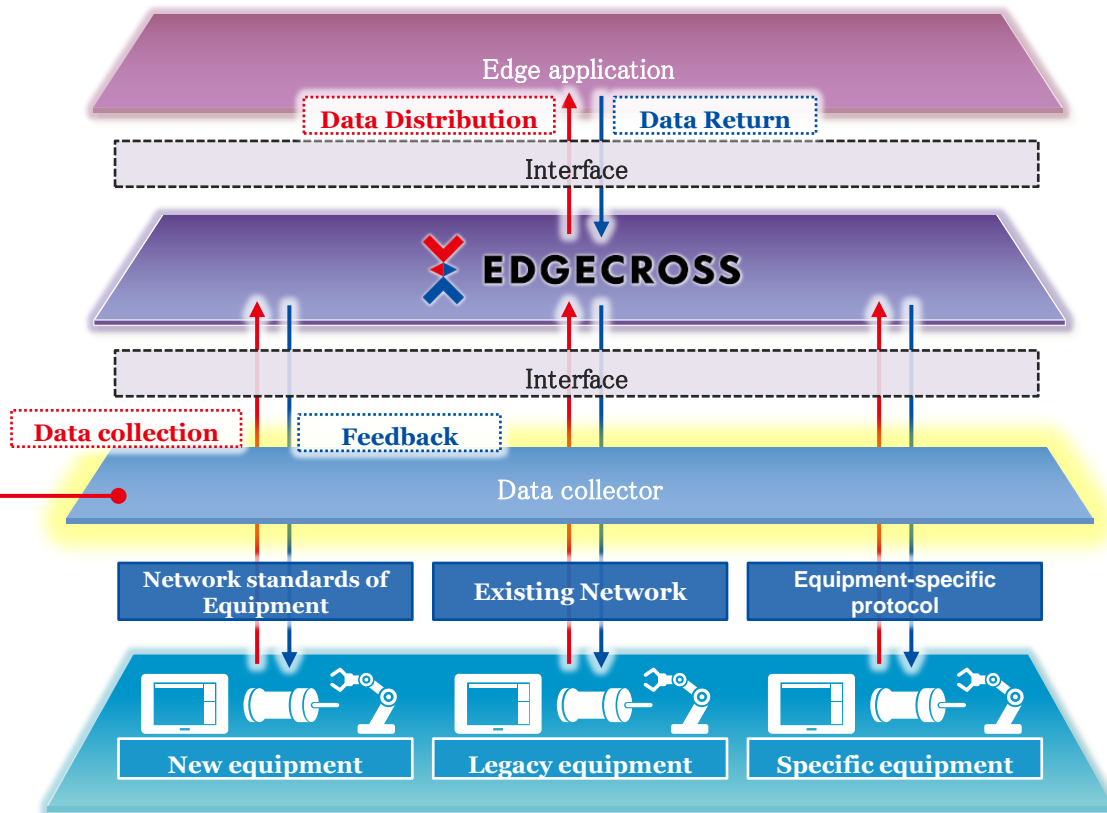 Edge application
Data Distribution
Data Return
Interface
EDGECROSS
Interface
Data collection
Feedback
Data collector
Network standards of
Equipment
Existing Network
Equipment-specific
protocol
New equipment
Legacy equipment
Specific equipment